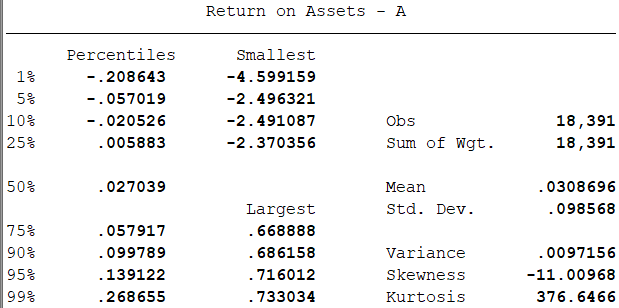 Return on Assets - A
Percentiles Smallest
1% -.208643 -4.599159
5% -.057019 -2.496321
10% -.020526 -2.491087 Obs 18,391
25% .005883 -2.370356 Sum of Wgt. 18,391
50% .027039 Mean .0308696
Largest Std. Dev. .098568
75% .057917 .668888
90% .099789 .686158 Variance .0097156
95% .139122 .716012 Skewness -11.00968
99% .268655 .733034 Kurtosis 376.6466